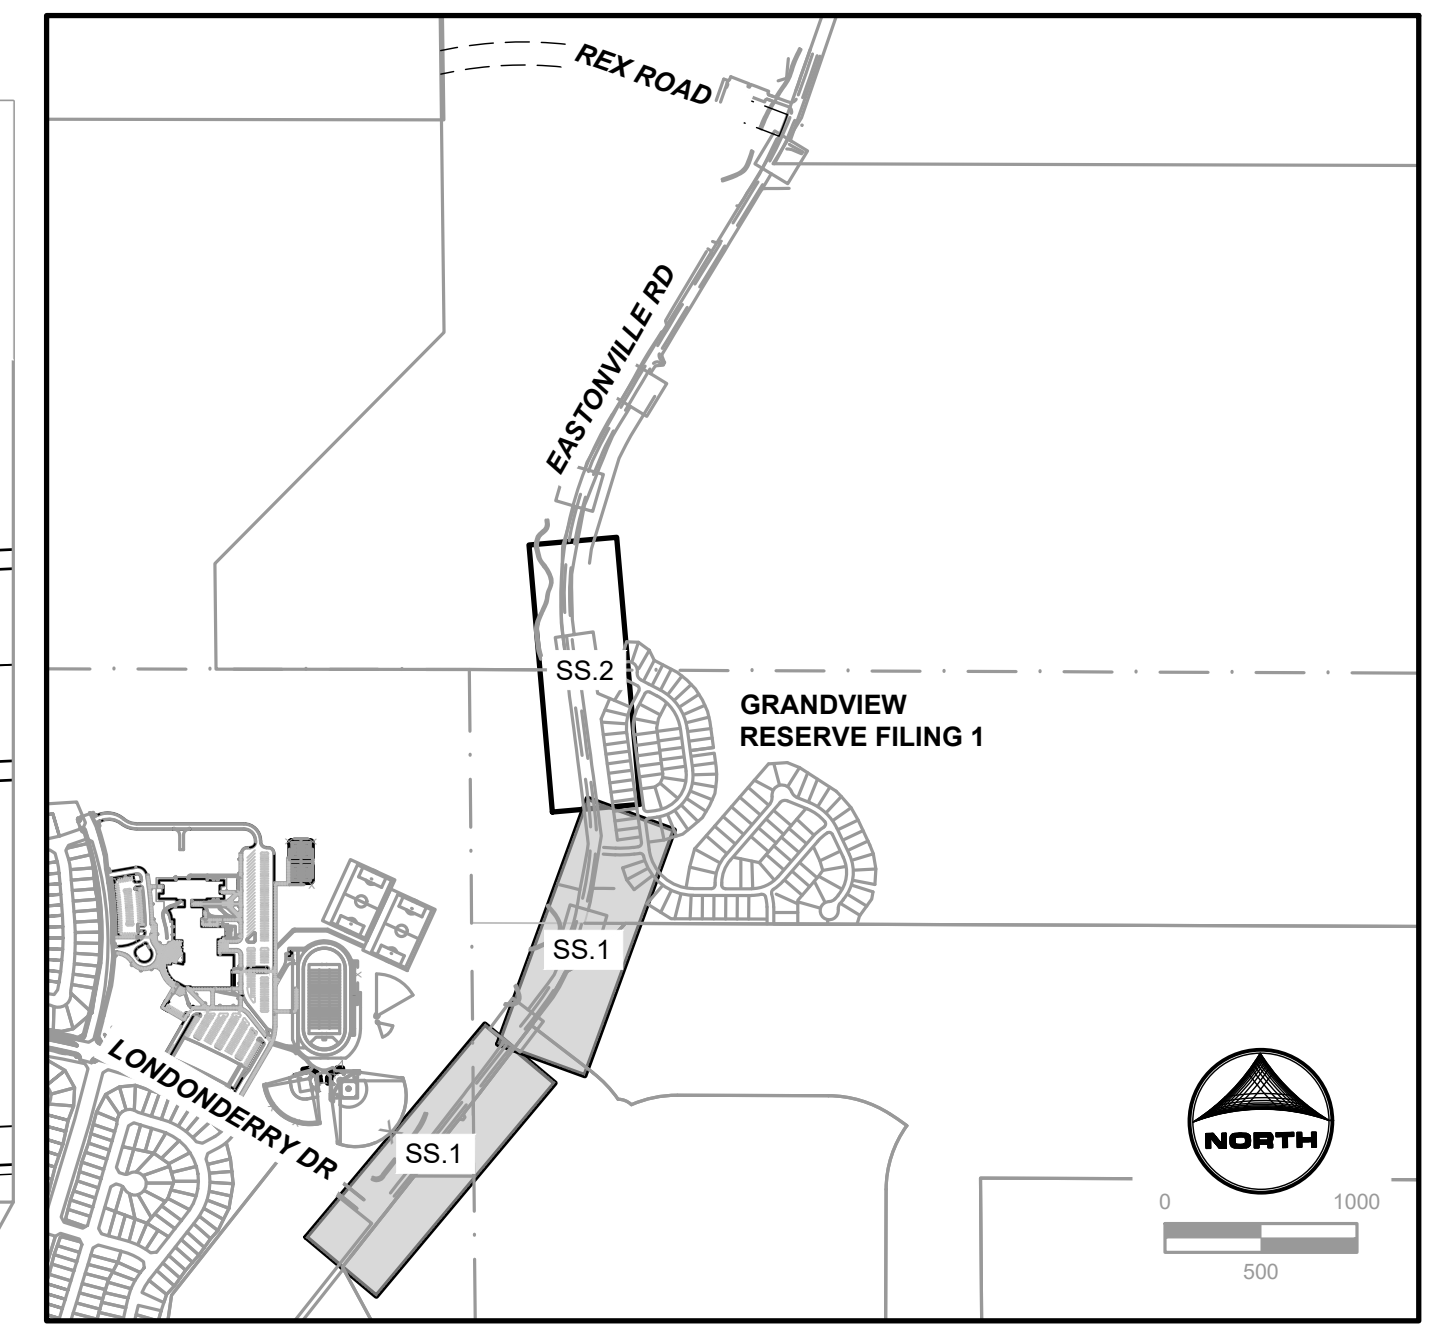 REX ROAD
EASTONVILLE RD
SS.2
GRANDVIEW
RESERVE FILING 1
SS.1
LONDONDERRY DR
SS.1
NORTH
0 1000
500